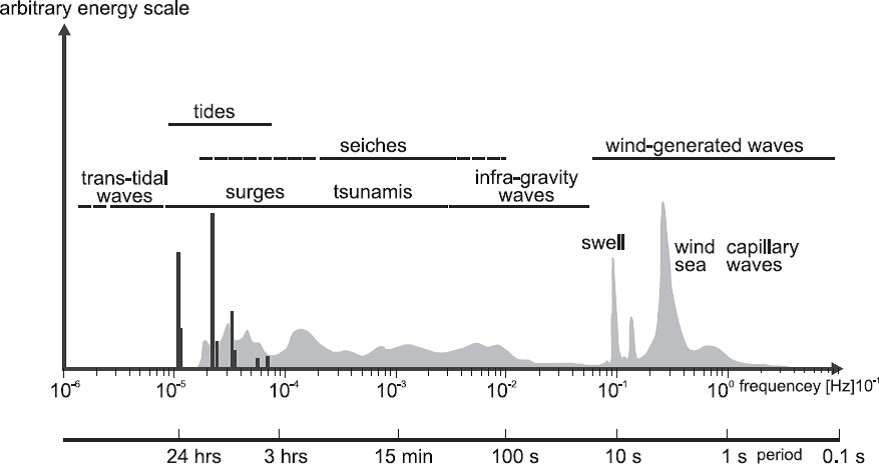 arbitrary energy scale
tides
seiches
wind-generated waves
trans-tidal
waves
surges
tsunamis
infra-gravity
waves
swell
wind
sea
capillary
waves
10-6
10-5
10-4
10-3
10-2
10-1
100
frequencey [Hz]10-1
24 hrs
3 hrs
15 min
100 s
10 s
1 s
period
0.1 s